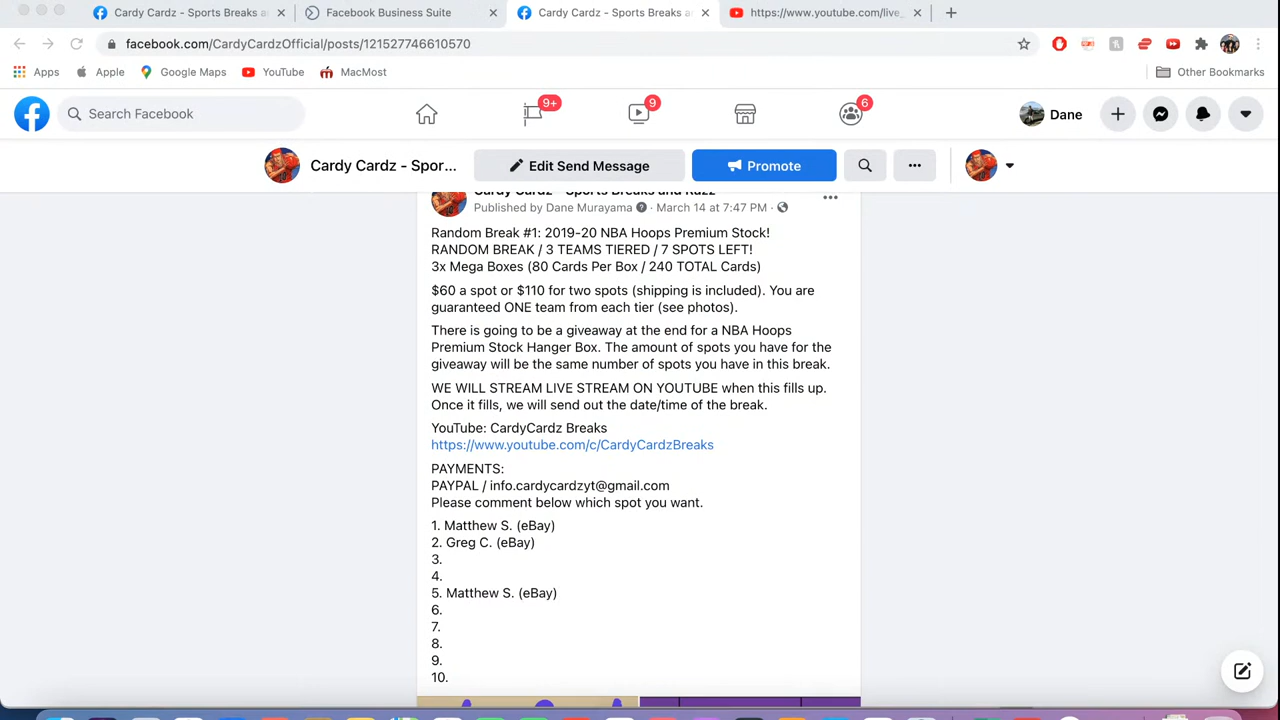 Cardy Cardz - Sports Breaks a
Facebook Business Suite
Cardy Cardz - Sports Breaks a
https://www.youtube.com/live_
facebook.com/CardyCardzOfficial/posts/121527746610570
Apps
Apple
Google Maps
YouTube
MacMost
Other Bookmarks
Search Facebook
9+
9
6
Dane
Cardy Cardz - Spor...
Edit Send Message
Promote
Cardy Cardz - Sports Breaks and Razz
Published by Dane Murayama
March 14 at 7:47 PM
Random Break #1: 2019-20 NBA Hoops Premium Stock!
RANDOM BREAK / 3 TEAMS TIERED / 7 SPOTS LEFT!
3x Mega Boxes (80 Cards Per Box / 240 TOTAL Cards)
$60 a spot or $110 for two spots (shipping is included). You are
guaranteed ONE team from each tier (see photos).
There is going to be a giveaway at the end for a NBA Hoops
Premium Stock Hanger Box. The amount of spots you have for the
giveaway will be the same number of spots you have in this break.
WE WILL STREAM LIVE STREAM ON YOUTUBE when this fills up.
Once it fills, we will send out the date/time of the break.
YouTube: CardyCardz Breaks
https://www.youtube.com/c/CardyCardzBreaks
PAYMENTS:
PAYPAL / info.cardycardzyt@gmail.com
Please comment below which spot you want.
1. Matthew S. (eBay)
2. Greg C. (eBay)
3.
4.
5. Matthew S. (eBay)
6.
7.
8.
9.
10.